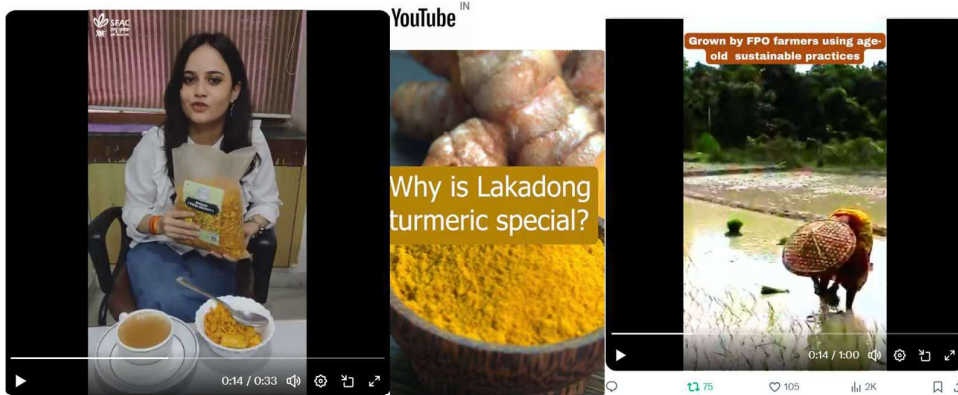 SFAC
0:14 / 0:33
YouTube IN
Why is Lakadong
turmeric special?
Grown by FPO farmers using age-
old sustainable practices
0:14 / 1:00
75
105
2K